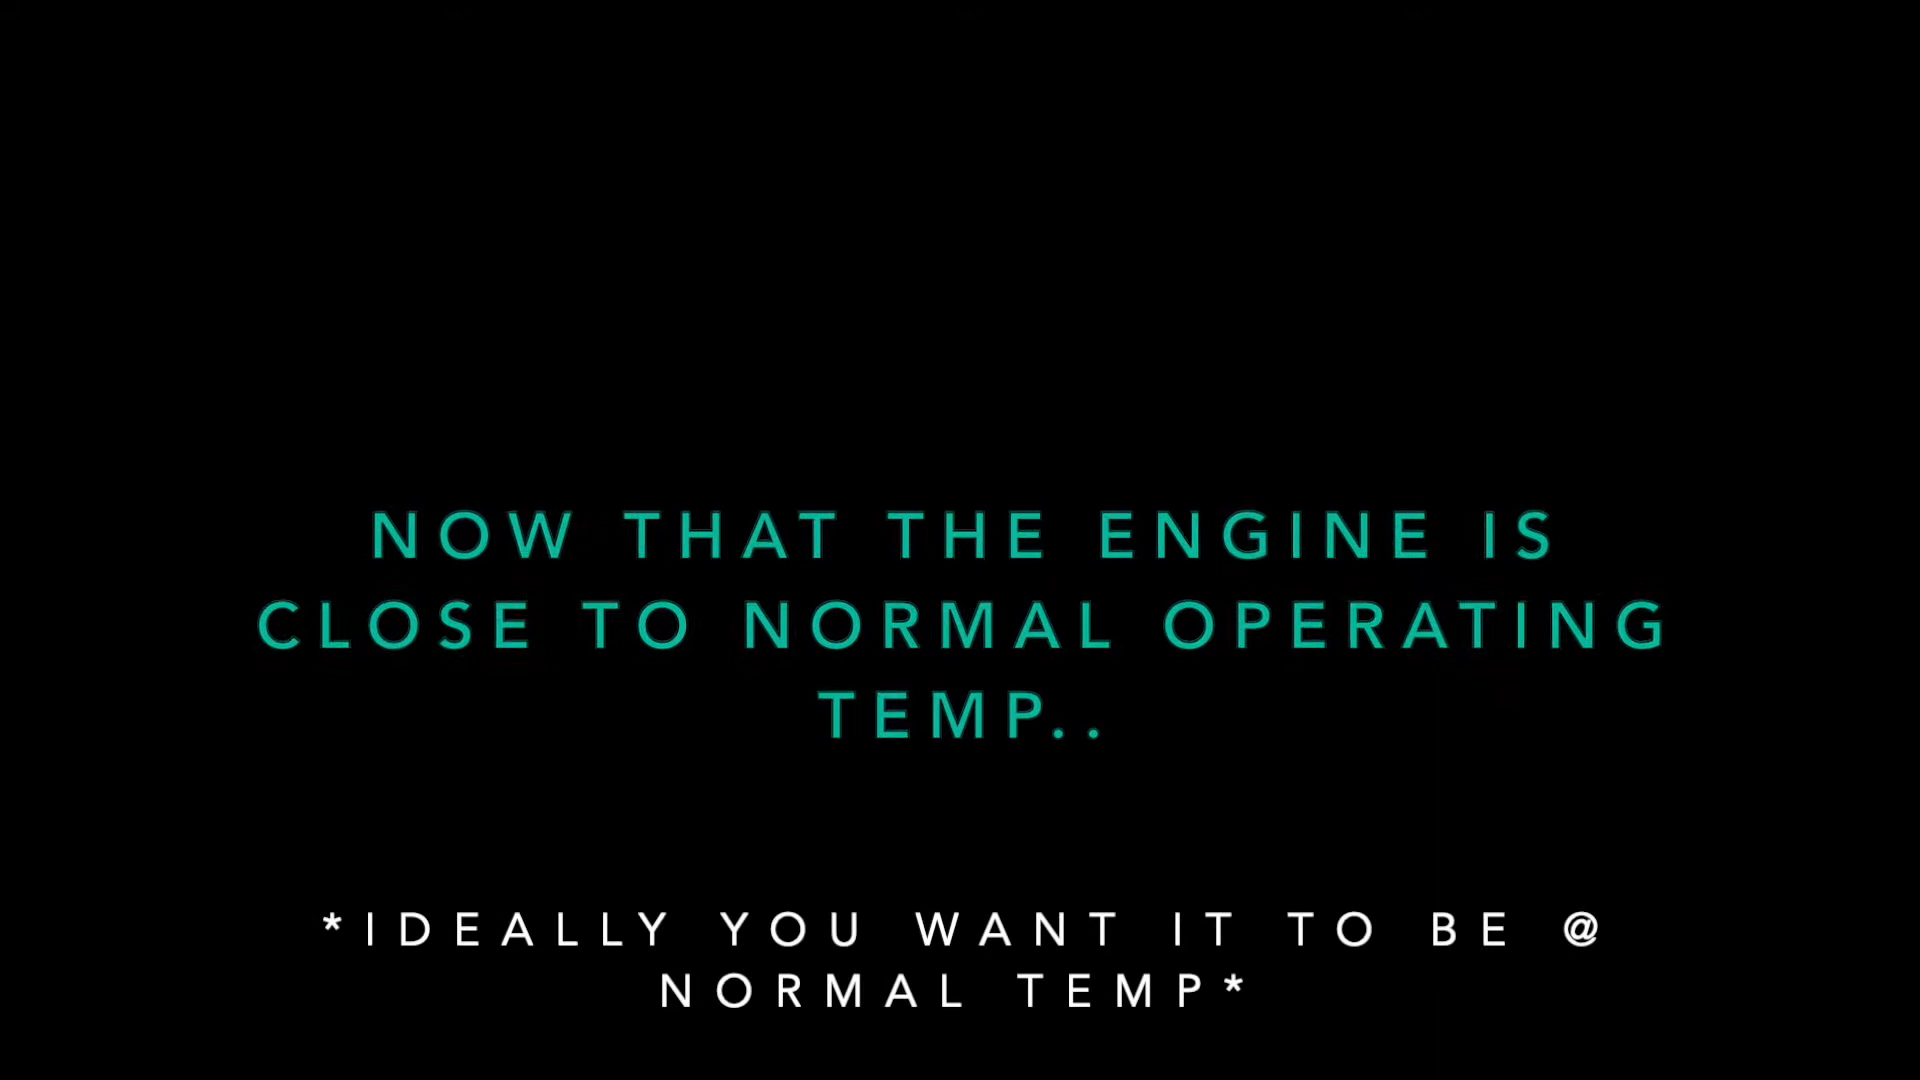 NOW THAT THE ENGINE IS
CLOSE TO NORMAL OPERATING
TEMP..
*IDEALLY YOU WANT IT TO BE @
NORMAL TEMP*